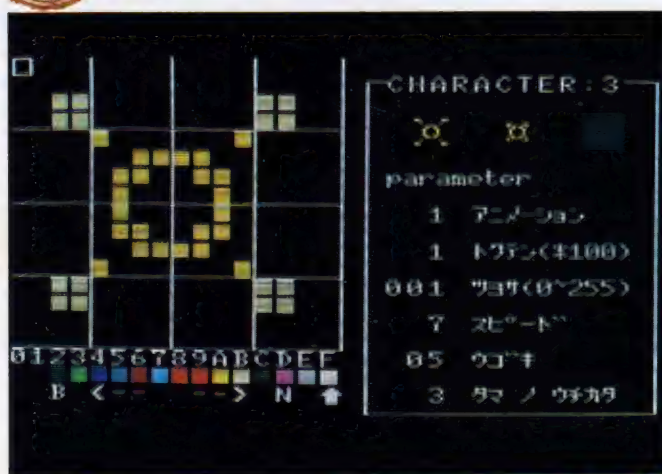 CHARACTER:3
parameter
1 アニメーション
1 トクテン(*100)
001 ツヨサ(0~255)
7 スピード
05 ウゴキ
3 タマ ノ ウチカタ
0123456789ABCDEF
B < -- -- > N ⬆